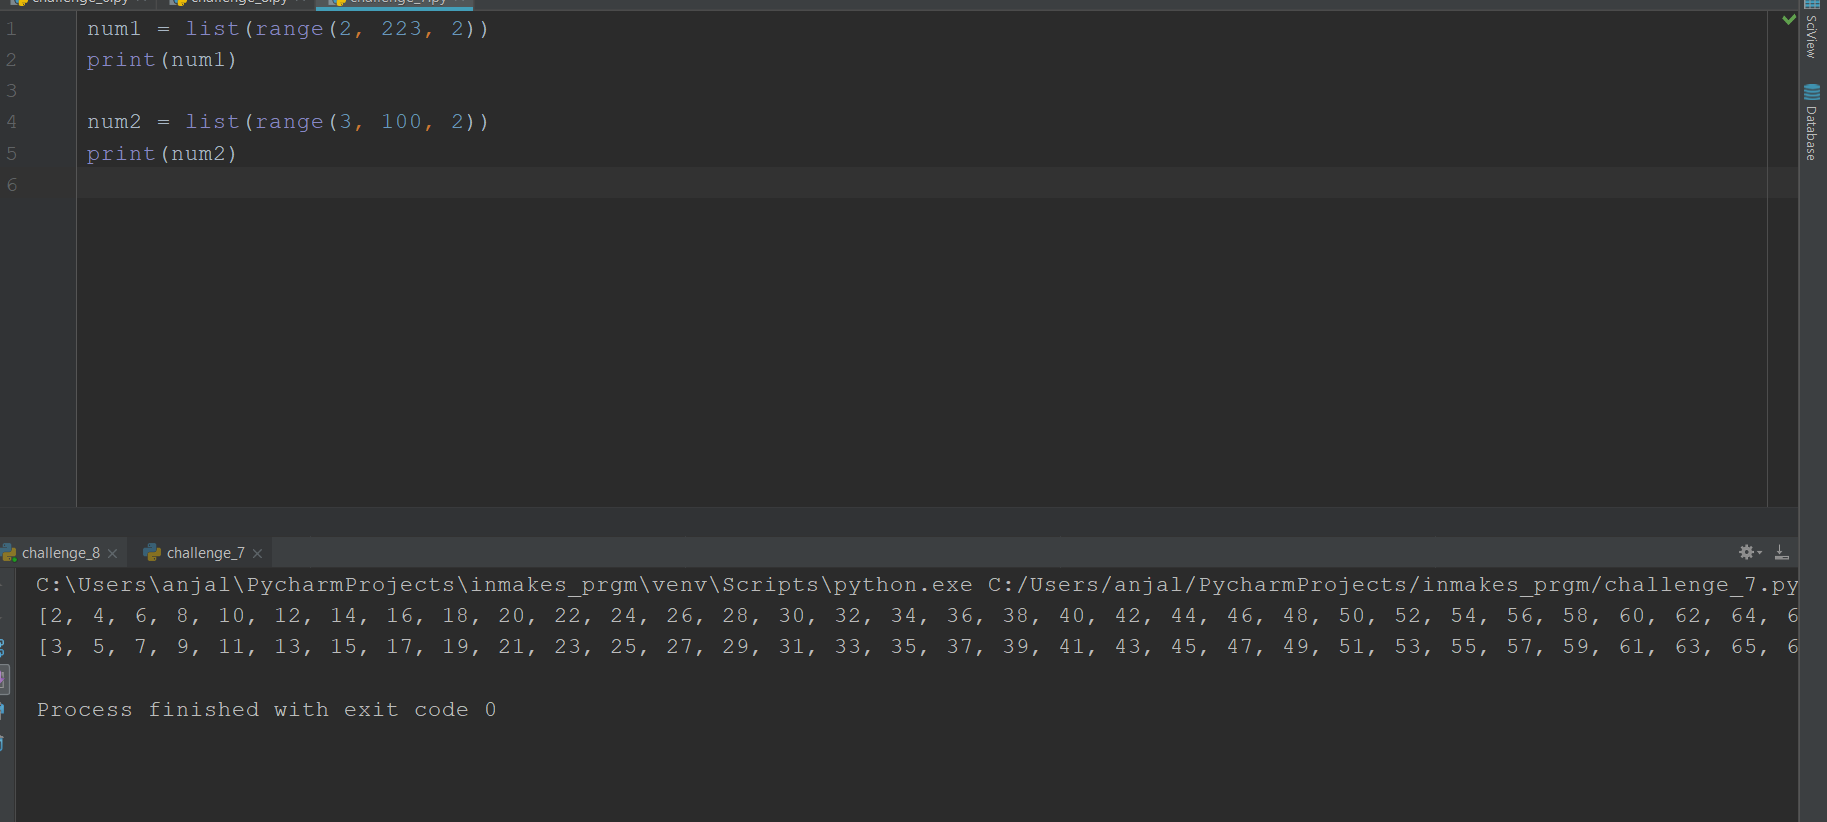 1 num1 = list(range(2, 223, 2))
2 print(num1)
3
4 num2 = list(range(3, 100, 2))
5 print(num2)
6
SciView
Database
challenge_8 challenge_7
C:\Users\anjal\PycharmProjects\inmakes_prgm\venv\Scripts\python.exe C:/Users/anjal/PycharmProjects/inmakes_prgm/challenge_7.py
[2, 4, 6, 8, 10, 12, 14, 16, 18, 20, 22, 24, 26, 28, 30, 32, 34, 36, 38, 40, 42, 44, 46, 48, 50, 52, 54, 56, 58, 60, 62, 64, 6
[3, 5, 7, 9, 11, 13, 15, 17, 19, 21, 23, 25, 27, 29, 31, 33, 35, 37, 39, 41, 43, 45, 47, 49, 51, 53, 55, 57, 59, 61, 63, 65, 6
Process finished with exit code 0